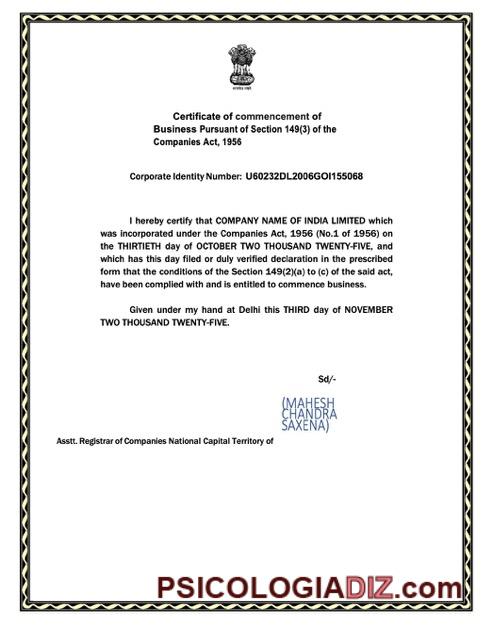 Certificate of commencement of
Business Pursuant of Section 149(3) of the
Companies Act, 1956
Corporate Identity Number: U60232DL2006GOI155068
I hereby certify that COMPANY NAME OF INDIA LIMITED which
was incorporated under the Companies Act, 1956 (No.1 of 1956) on
the THIRTIETH day of OCTOBER TWO THOUSAND TWENTY-FIVE, and
which has this day filed or duly verified declaration in the prescribed
form that the conditions of the Section 149(2)(a) to (c) of the said act,
have been complied with and is entitled to commence business.
Given under my hand at Delhi this THIRD day of NOVEMBER
TWO THOUSAND TWENTY-FIVE.
Sd/-
(MAHESH
CHANDRA
SAXENA)
Asstt. Registrar of Companies National Capital Territory of
PSICOLOGIADIZ.com